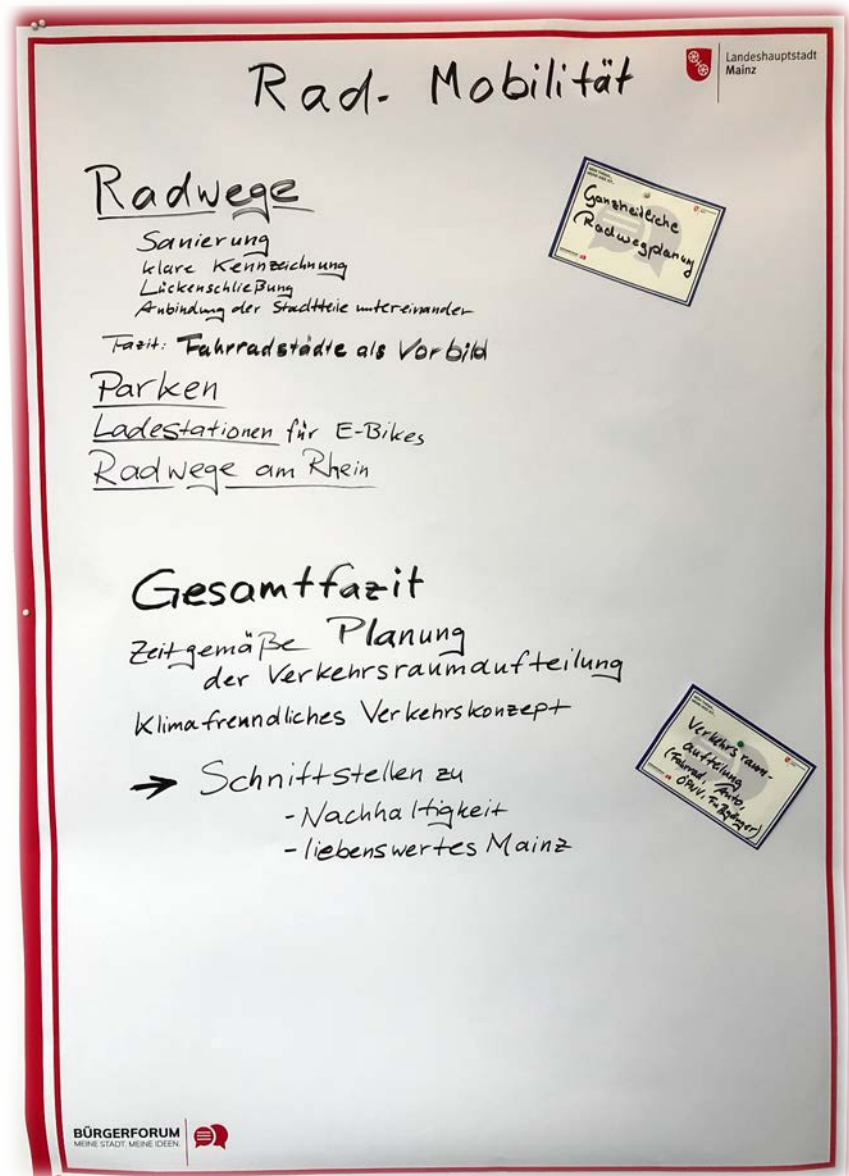 Rad- Mobilität
Landeshauptstadt
Mainz
Radwege
Sanierung
klare Kennzeichnung
Lückenschließung
Anbindung der Stadtteile untereinander
Fazit: Fahrradstädte als Vorbild
Parken
Ladestationen für E-Bikes
Radwege am Rhein
Ganzheitliche
Radwegplanung
Gesamtfazit
Zeitgemäße Planung
der Verkehrsraumaufteilung
Klimafreundliches Verkehrskonzept
→ Schnittstellen zu
- Nachhaltigkeit
- liebenswertes Mainz
Verkehrsraum-
aufteilung
(Fahrrad, Auto,
ÖPNV, Fußgänger)
BÜRGERFORUM
MEINE STADT. MEINE IDEEN.